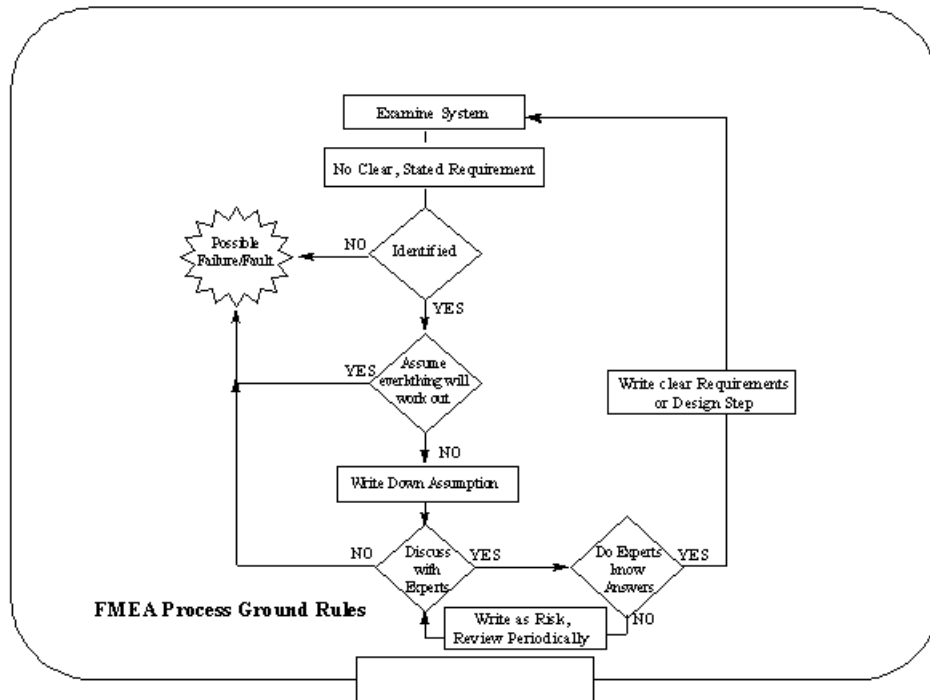 Examine System
No Clear, Stated Requirement
Possible
Failure/Fault
NO
Identified
YES
YES
Assume
everbthing will
work out
Write clear Requirements
or Design Step
NO
Write Down Assumption
NO
Discuss
with
Experts
YES
Do Experts
know
Answers
YES
FMEA Process Ground Rules
Write as Risk,
Review Periodically
NO